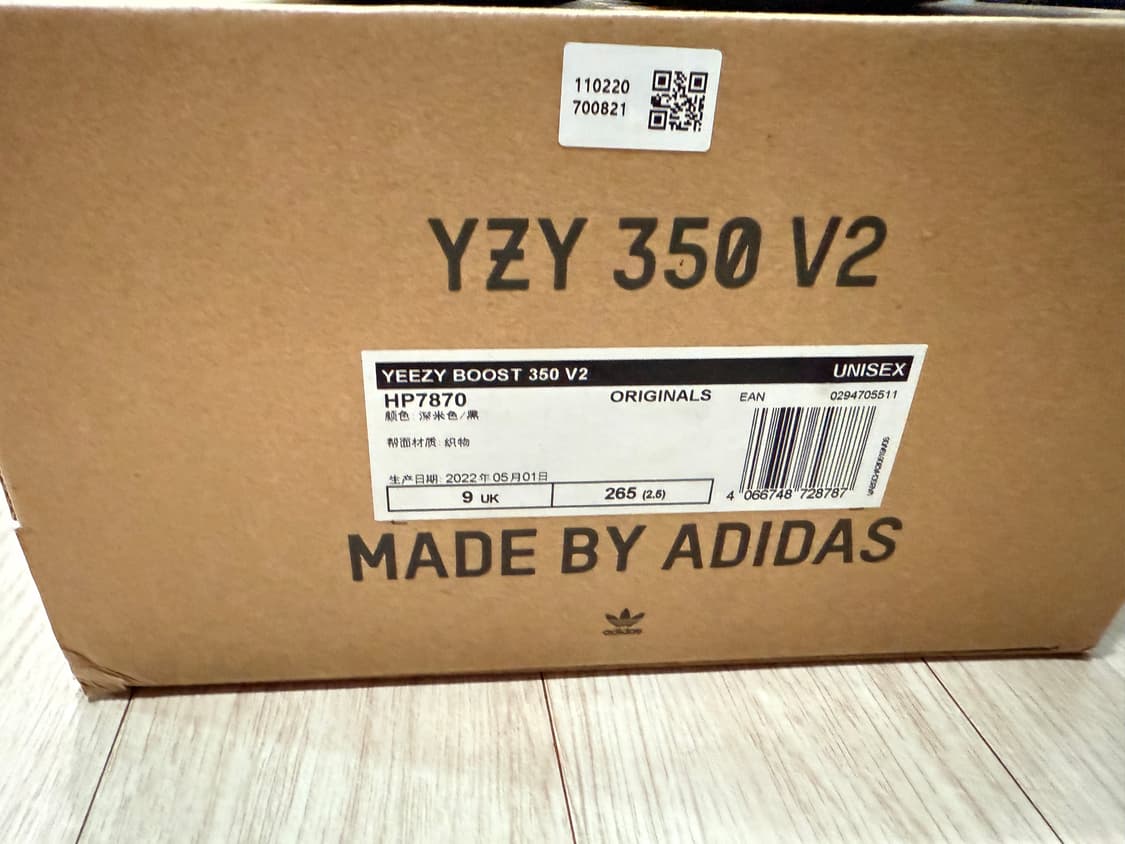 110220
700821
YZY 350 V2
YEEZY BOOST 350 V2 UNISEX
HP7870 ORIGINALS EAN 0294705511
颜色: 深米色/黑
帮面材质: 织物
生产日期: 2022年05月01日
9 UK 265 (2.5)
4 066748 728787
MADE BY ADIDAS
adidas